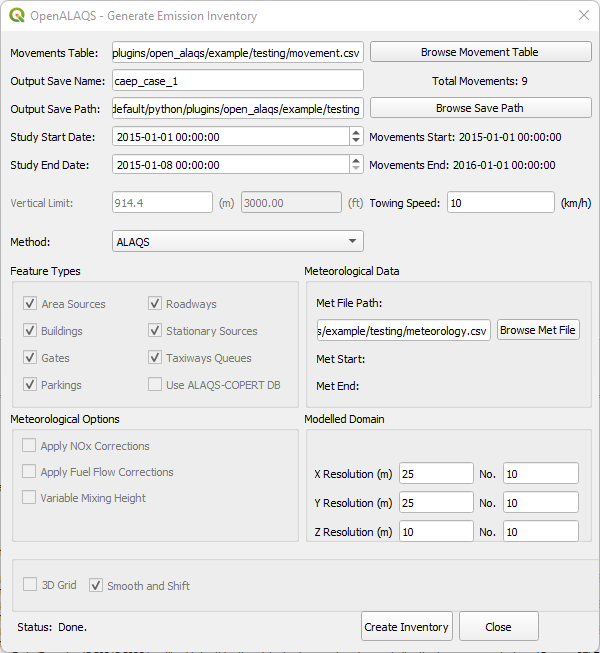 OpenALAQS - Generate Emission Inventory
Movements Table: plugins/open_alaqs/example/testing/movement.csv Browse Movement Table
Output Save Name: caep_case_1 Total Movements: 9
Output Save Path: default/python/plugins/open_alaqs/example/testing Browse Save Path
Study Start Date: 2015-01-01 00:00:00 Movements Start: 2015-01-01 00:00:00
Study End Date: 2015-01-08 00:00:00 Movements End: 2016-01-01 00:00:00
Vertical Limit: 914.4 (m) 3000.00 (ft) Towing Speed: 10 (km/h)
Method: ALAQS
Feature Types
Area Sources Roadways
Buildings Stationary Sources
Gates Taxiways Queues
Parkings Use ALAQS-COPERT DB
Meteorological Data
Met File Path:
s/example/testing/meteorology.csv Browse Met File
Met Start:
Met End:
Meteorological Options
Apply NOx Corrections
Apply Fuel Flow Corrections
Variable Mixing Height
Modelled Domain
X Resolution (m) 25 No. 10
Y Resolution (m) 25 No. 10
Z Resolution (m) 10 No. 10
3D Grid Smooth and Shift
Status: Done. Create Inventory Close